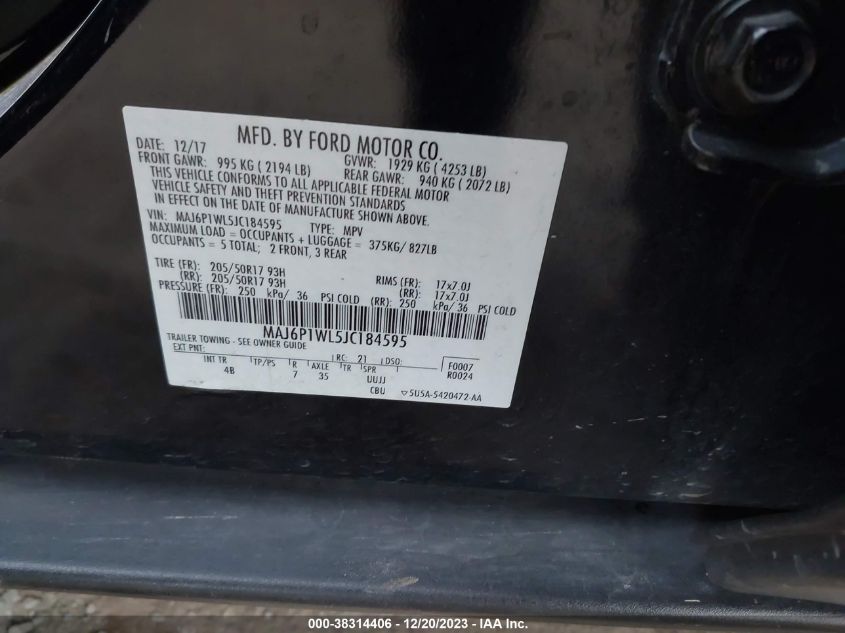 MFD. BY FORD MOTOR CO.
DATE: 12/17 GVWR: 1929 KG ( 4253 LB)
FRONT GAWR: 995 KG ( 2194 LB) REAR GAWR: 940 KG ( 2072 LB)
THIS VEHICLE CONFORMS TO ALL APPLICABLE FEDERAL MOTOR
VEHICLE SAFETY AND THEFT PREVENTION STANDARDS
IN EFFECT ON THE DATE OF MANUFACTURE SHOWN ABOVE.
VIN: MAJ6P1WL5JC184595 TYPE: MPV
MAXIMUM LOAD = OCCUPANTS + LUGGAGE = 375KG/ 827LB
OCCUPANTS = 5 TOTAL; 2 FRONT, 3 REAR
TIRE (FR): 205/50R17 93H RIMS (FR): 17x7.0J
(RR): 205/50R17 93H (RR): 17x7.0J
PRESSURE (FR): 250 kPa/ 36 PSI COLD (RR): 250 kPa/ 36 PSI COLD
MAJ6P1WL5JC184595
TRAILER TOWING - SEE OWNER GUIDE
EXT PNT: RC: 21 DSO: F0007
INT TR TP/PS R AXLE TR SPR R0024
4B 7 35 UUJJ
CBU ▽5U5A-5420472-AA
000-38314406 - 12/20/2023 - IAA Inc.